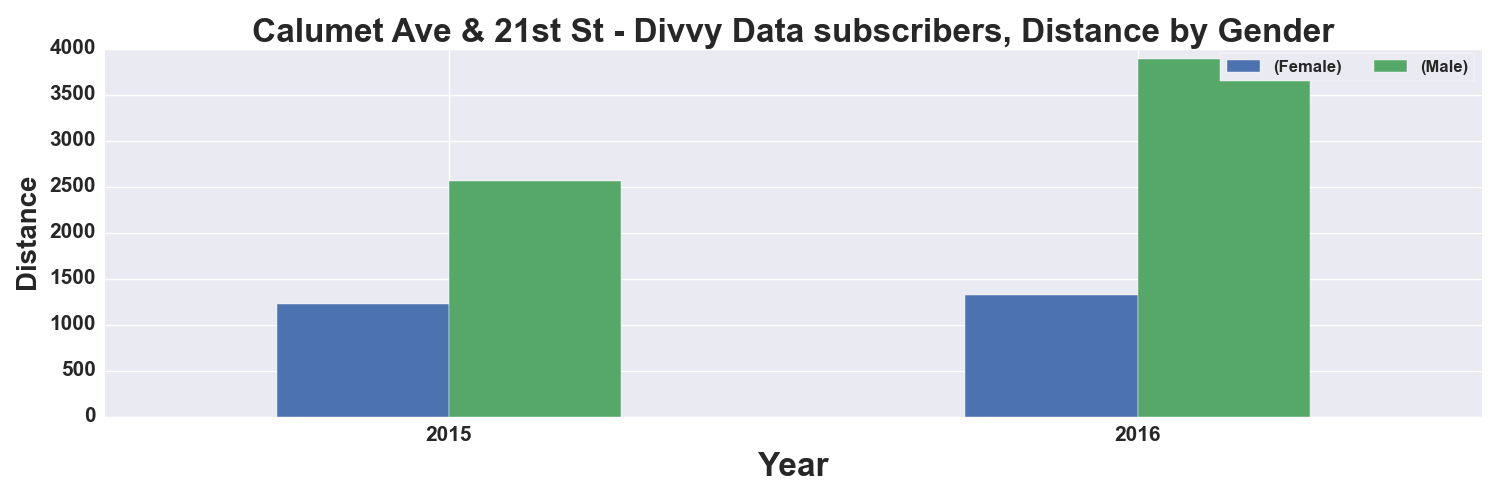 Calumet Ave & 21st St - Divvy Data subscribers, Distance by Gender
4000
3500
3000
2500
2000
1500
1000
500
0
Distance
(Female) (Male)
2015 2016
Year